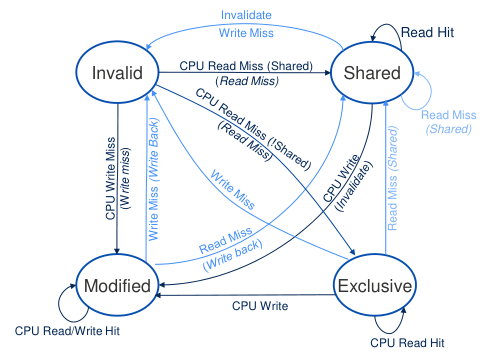 Invalidate
Write Miss
Read Hit
Invalid
CPU Read Miss (Shared)
(Read Miss)
Shared
CPU Read Miss (!Shared)
(Read Miss)
Read Miss
(Shared)
CPU Write Miss
(Write miss)
Write Miss (Write Back)
Write Miss
CPU Write
(Invalidate)
Read Miss (Shared)
Read Miss
(Write back)
Modified
Exclusive
CPU Write
CPU Read/Write Hit
CPU Read Hit